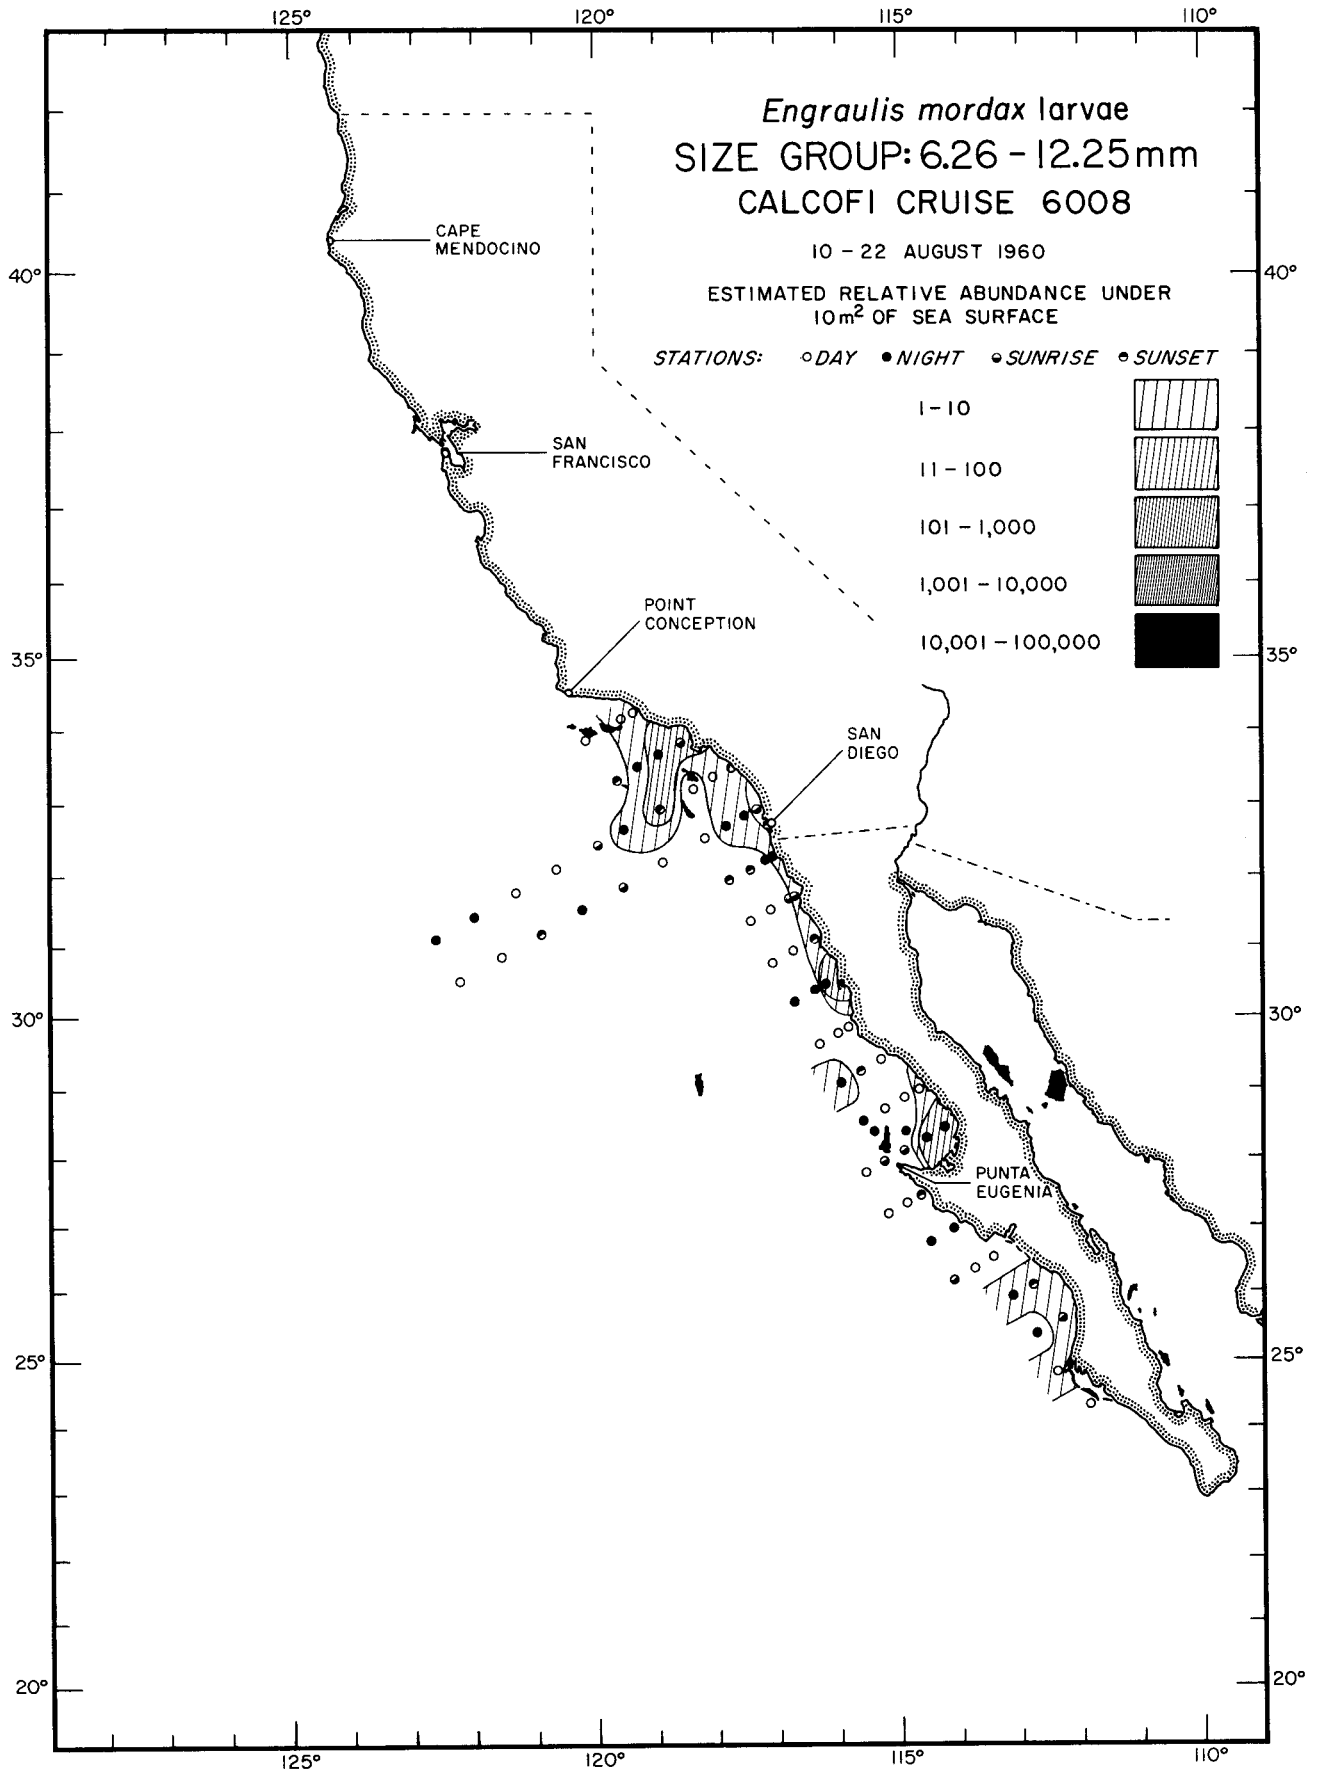 125° 120° 115° 110°
Engraulis mordax larvae
SIZE GROUP: 6.26 - 12.25mm
CALCOFI CRUISE 6008
10 - 22 AUGUST 1960
ESTIMATED RELATIVE ABUNDANCE UNDER
10m² OF SEA SURFACE
STATIONS: DAY NIGHT SUNRISE SUNSET
1 - 10
11 - 100
101 - 1,000
1,001 - 10,000
10,001 - 100,000
CAPE
MENDOCINO
40° 40°
SAN
FRANCISCO
POINT
CONCEPTION
35° 35°
SAN
DIEGO
30° 30°
PUNTA
EUGENIA
25° 25°
20° 20°
125° 120° 115° 110°